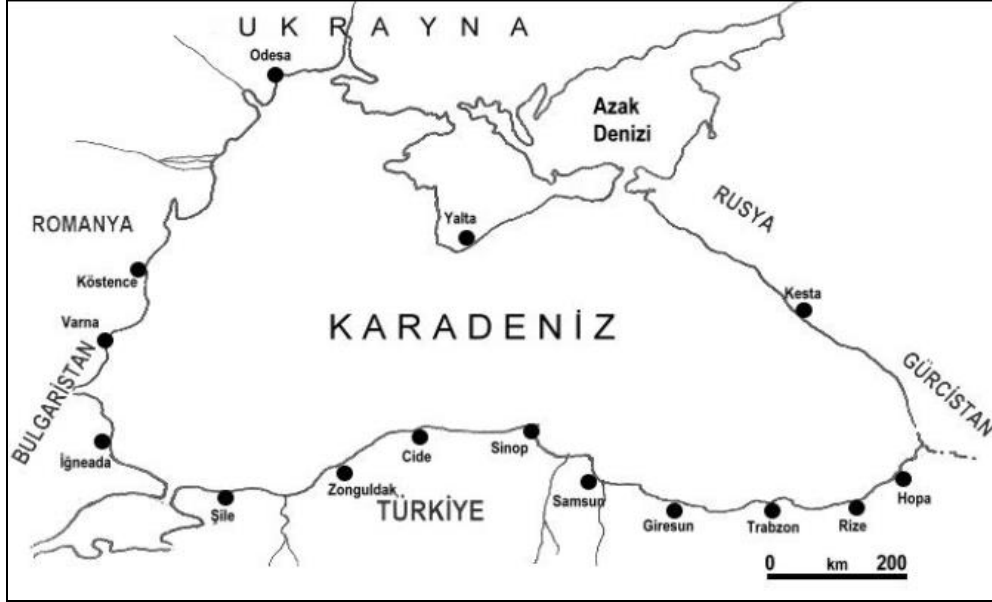 UKRAYNA
Odesa
Azak
Denizi
RUSYA
ROMANYA
Yalta
Köstence
Kesta
Varna
KARADENİZ
BULGARİSTAN
GÜRCİSTAN
İğneada
Cide
Sinop
Zonguldak
TÜRKİYE
Şile
Samsun
Giresun
Trabzon
Rize
Hopa
0 km 200